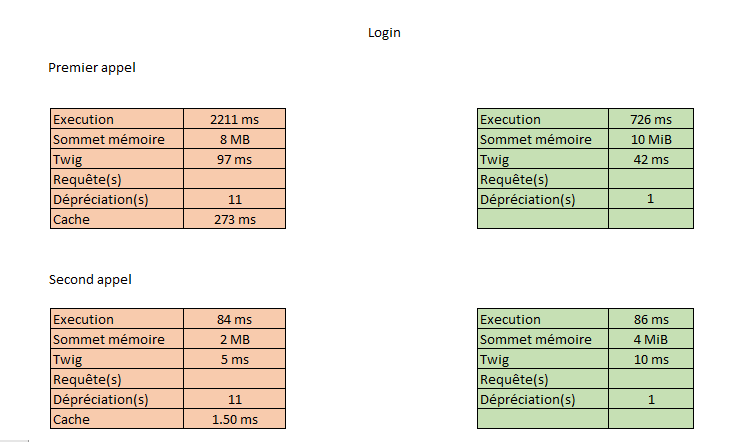 Login
Premier appel
Execution 2211 ms
Sommet mémoire 8 MB
Twig 97 ms
Requête(s)
Dépréciation(s) 11
Cache 273 ms
Execution 726 ms
Sommet mémoire 10 MiB
Twig 42 ms
Requête(s)
Dépréciation(s) 1
Second appel
Execution 84 ms
Sommet mémoire 2 MB
Twig 5 ms
Requête(s)
Dépréciation(s) 11
Cache 1.50 ms
Execution 86 ms
Sommet mémoire 4 MiB
Twig 10 ms
Requête(s)
Dépréciation(s) 1